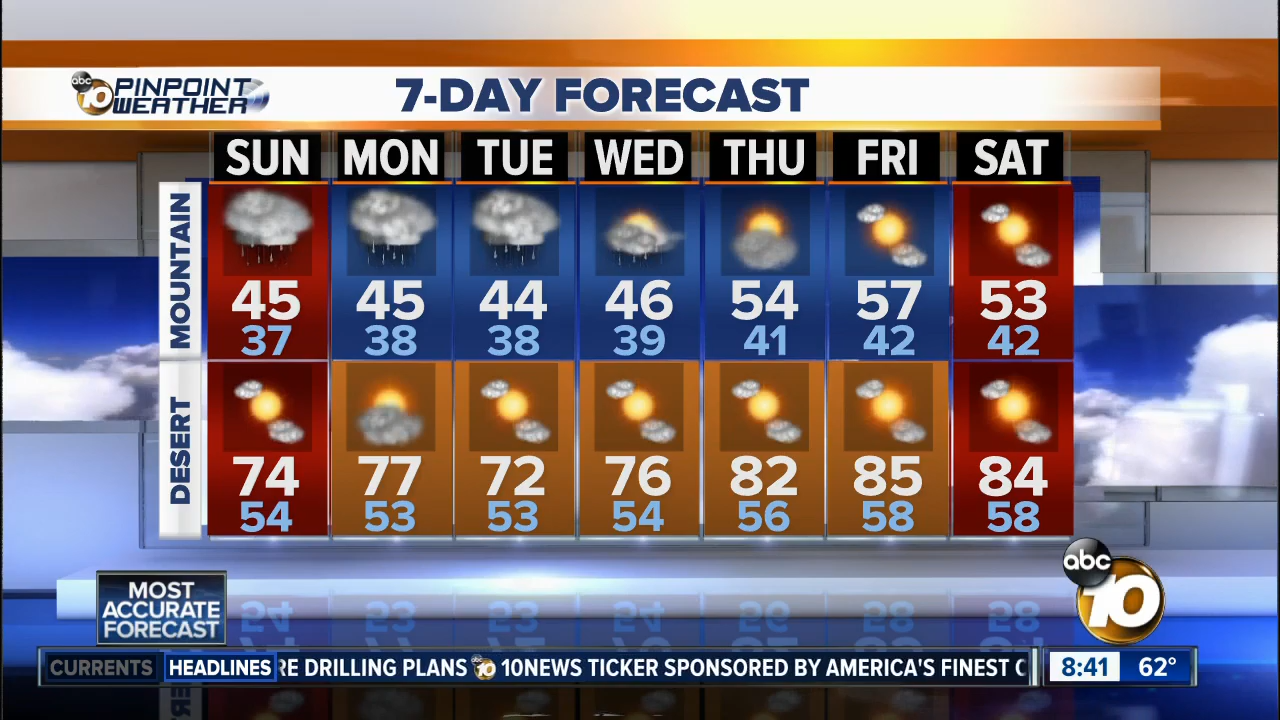 abc 10 PINPOINT WEATHER
7-DAY FORECAST
SUN MON TUE WED THU FRI SAT
MOUNTAIN
45 45 44 46 54 57 53
37 38 38 39 41 42 42
DESERT
74 77 72 76 82 85 84
54 53 53 54 56 58 58
MOST
ACCURATE
FORECAST
abc 10
CURRENTS HEADLINES RE DRILLING PLANS 10 10NEWS TICKER SPONSORED BY AMERICA'S FINEST C
8:41 62°